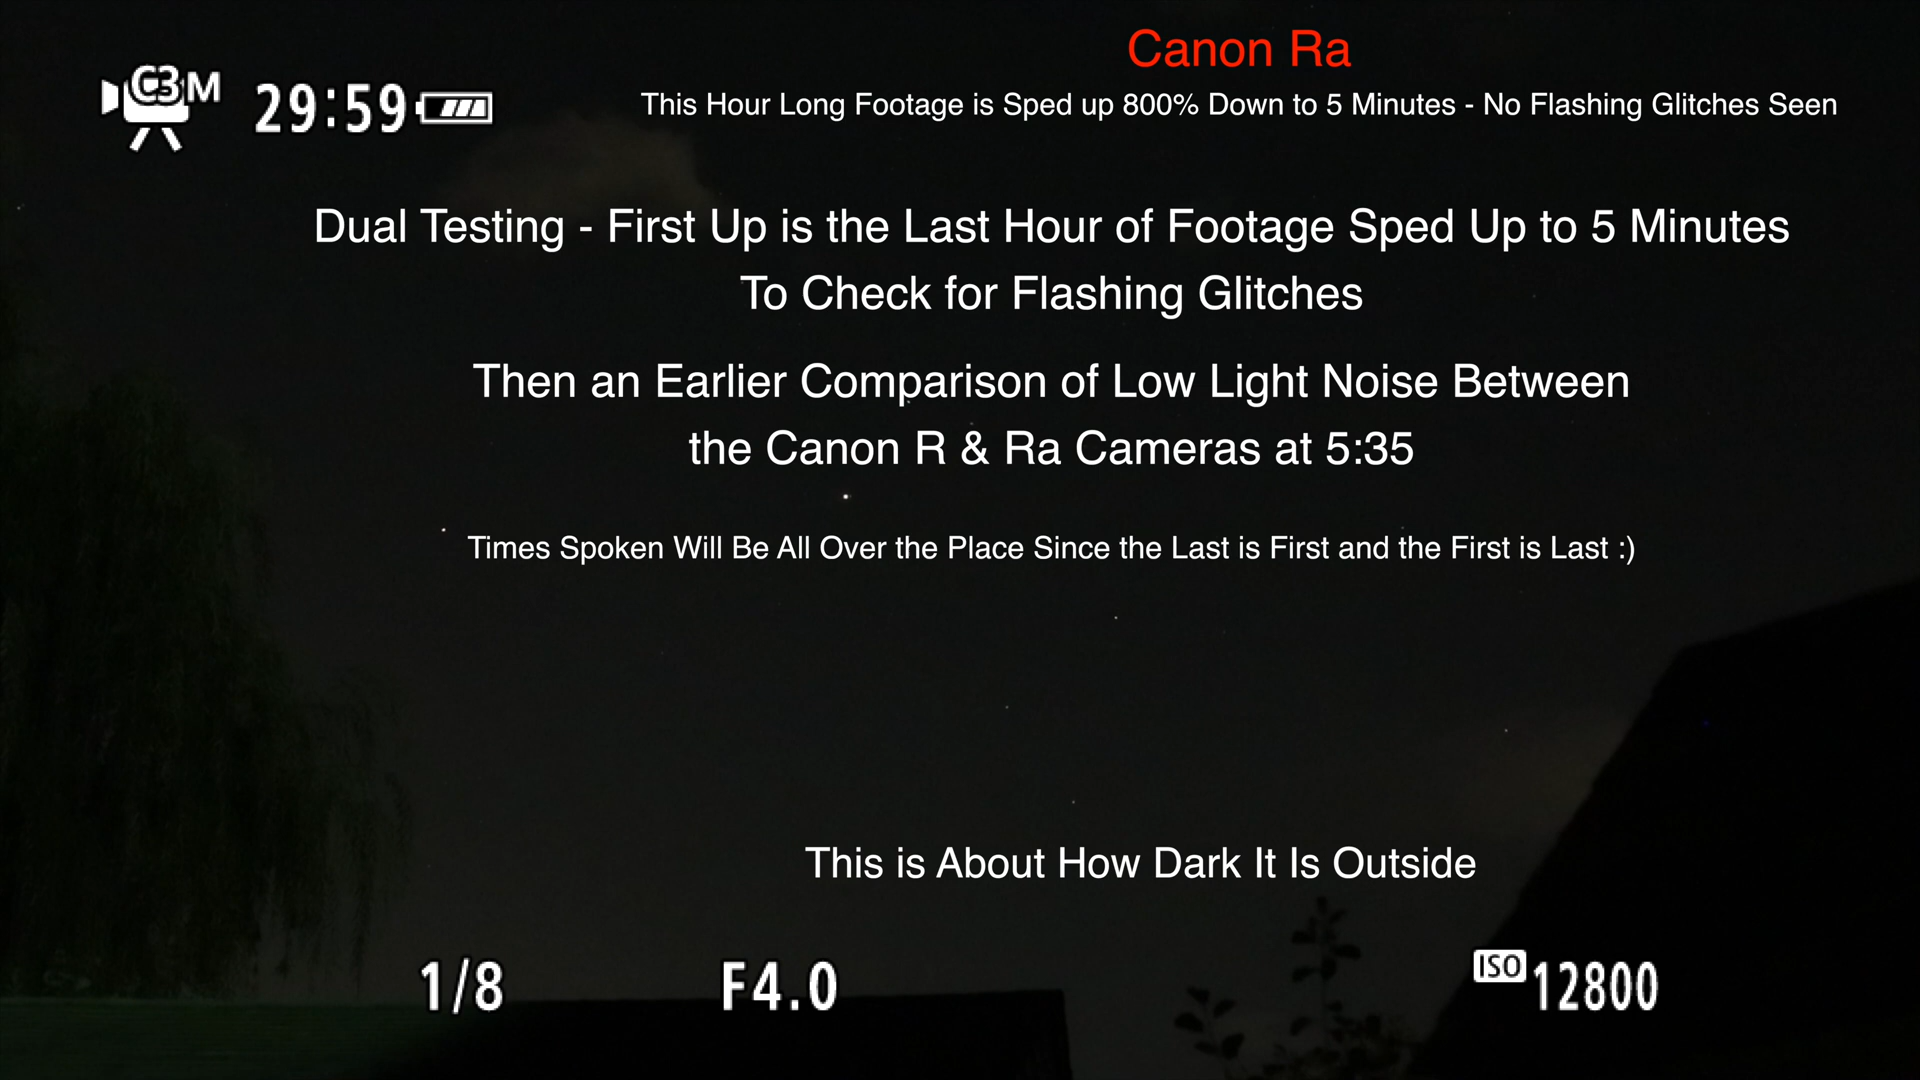 Canon Ra
C3 M 29:59
This Hour Long Footage is Sped up 800% Down to 5 Minutes - No Flashing Glitches Seen
Dual Testing - First Up is the Last Hour of Footage Sped Up to 5 Minutes
To Check for Flashing Glitches
Then an Earlier Comparison of Low Light Noise Between
the Canon R & Ra Cameras at 5:35
Times Spoken Will Be All Over the Place Since the Last is First and the First is Last :)
This is About How Dark It Is Outside
1/8 F4.0 ISO 12800